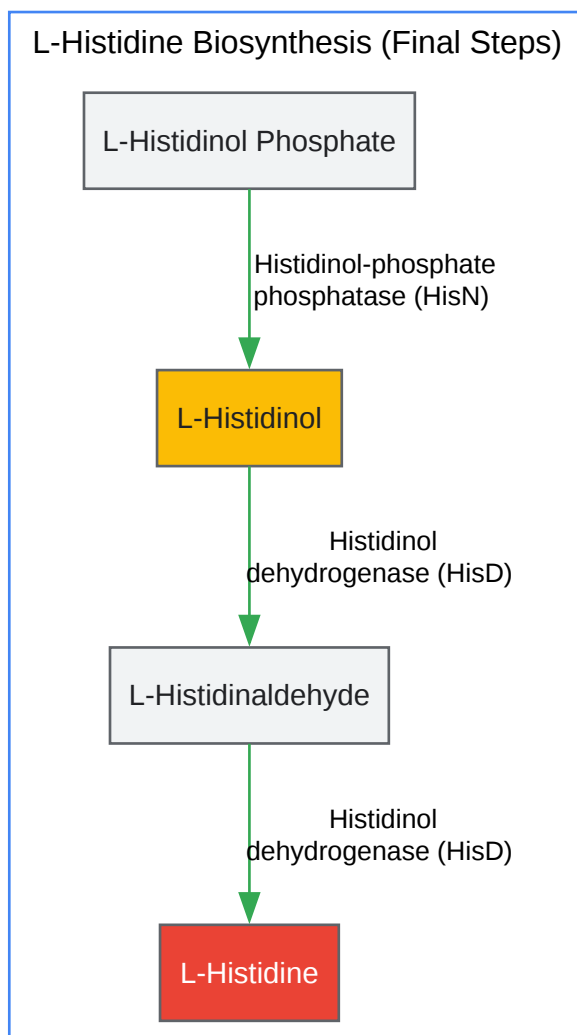 L-Histidine Biosynthesis (Final Steps)
L-Histidinol Phosphate
Histidinol-phosphate
phosphatase (HisN)
L-Histidinol
Histidinol
dehydrogenase (HisD)
L-Histidinaldehyde
Histidinol
dehydrogenase (HisD)
L-Histidine